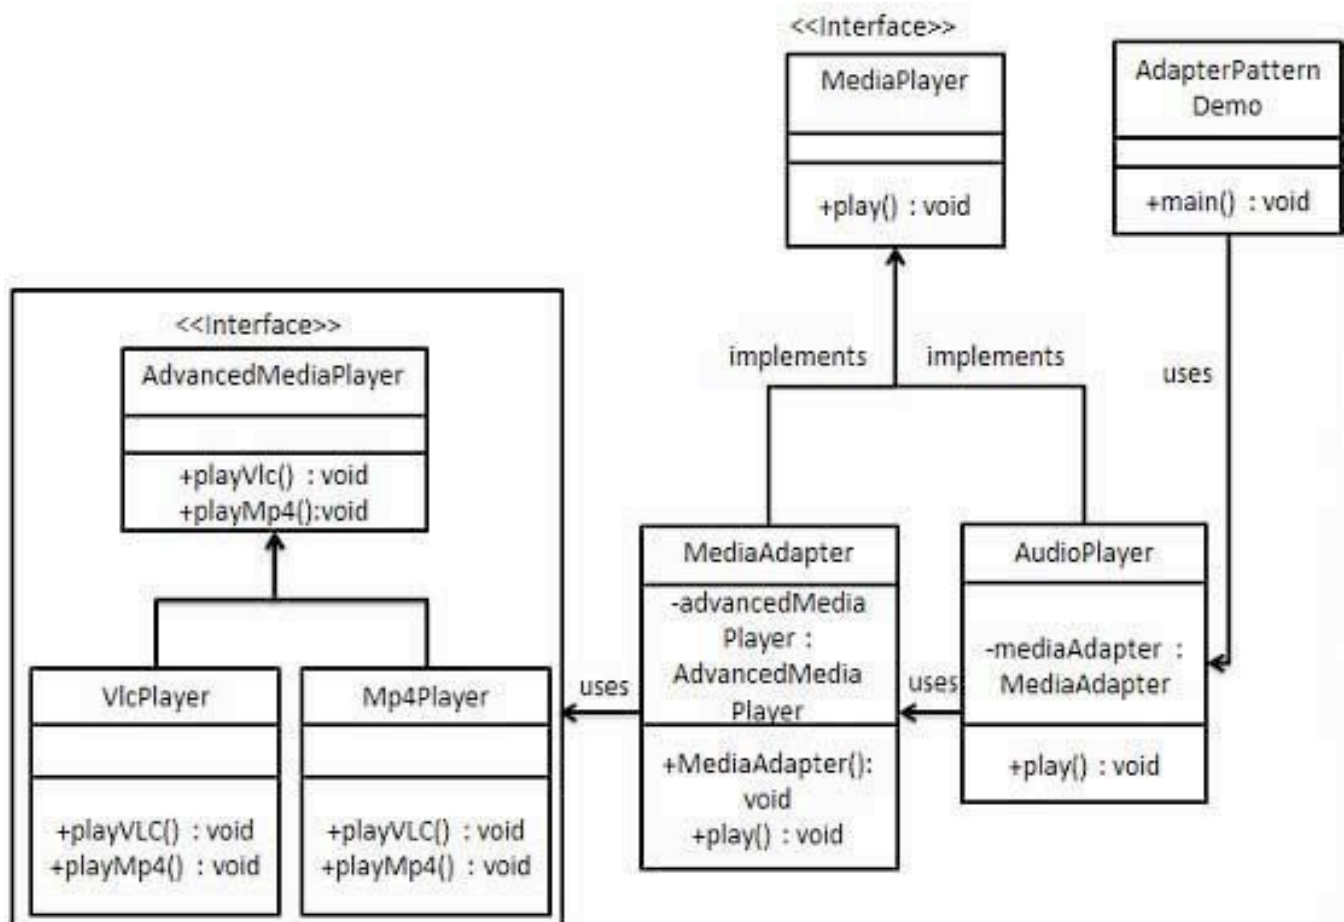 <<Interface>>
MediaPlayer
+play() : void
AdapterPattern
Demo
+main() : void
implements
implements
uses
<<Interface>>
AdvancedMediaPlayer
+playVlc() : void
+playMp4():void
VlcPlayer
+playVLC() : void
+playMp4() : void
Mp4Player
+playVLC() : void
+playMp4() : void
uses
MediaAdapter
-advancedMedia
Player :
AdvancedMedia
Player
+MediaAdapter():
void
+play() : void
uses
AudioPlayer
-mediaAdapter :
MediaAdapter
+play() : void